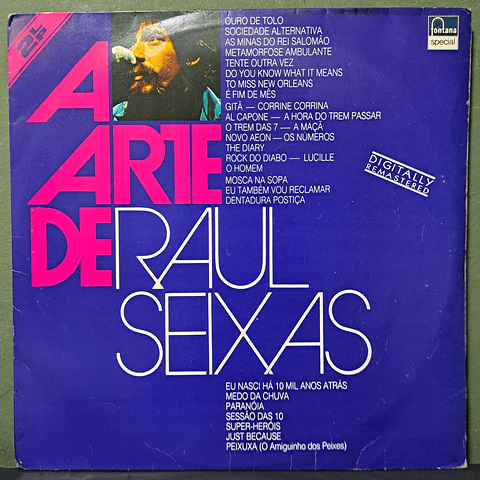 2 LPs
fontana
special
OURO DE TOLO
SOCIEDADE ALTERNATIVA
AS MINAS DO REI SALOMÃO
METAMORFOSE AMBULANTE
TENTE OUTRA VEZ
DO YOU KNOW WHAT IT MEANS
TO MISS NEW ORLEANS
É FIM DE MÊS
GITÂ — CORRINE CORRINA
AL CAPONE — A HORA DO TREM PASSAR
O TREM DAS 7 — A MAÇÃ
NOVO AEON — OS NÚMEROS
THE DIARY
ROCK DO DIABO — LUCILLE
O HOMEM
MOSCA NA SOPA
EU TAMBÉM VOU RECLAMAR
DENTADURA POSTIÇA
DIGITALLY
REMASTERED
A
ARTE
DE RAUL
SEIXAS
EU NASCI HÁ 10 MIL ANOS ATRÁS
MEDO DA CHUVA
PARANÓIA
SESSÃO DAS 10
SUPER-HERÓIS
JUST BECAUSE
PEIXUXA (O Amiguinho dos Peixes)